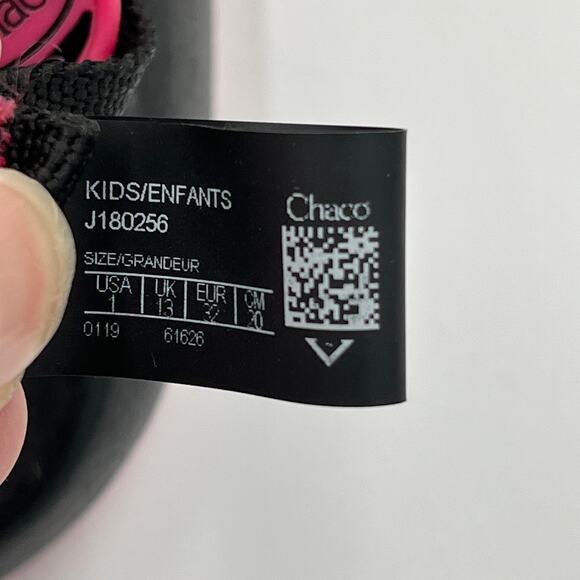 KIDS/ENFANTS
J180256
Chaco
SIZE/GRANDEUR
USA UK EUR CM
1 13 32 20
0119 61626